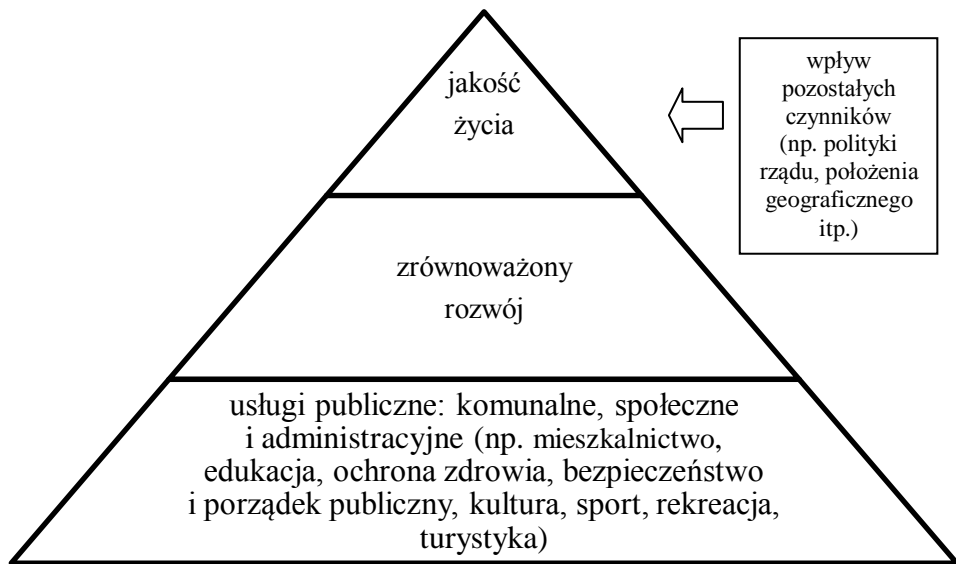 jakość
życia
wpływ
pozostałych
czynników
(np. polityki
rządu, położenia
geograficznego
itp.)
zrównoważony
rozwój
usługi publiczne: komunalne, społeczne
i administracyjne (np. mieszkalnictwo,
edukacja, ochrona zdrowia, bezpieczeństwo
i porządek publiczny, kultura, sport, rekreacja,
turystyka)